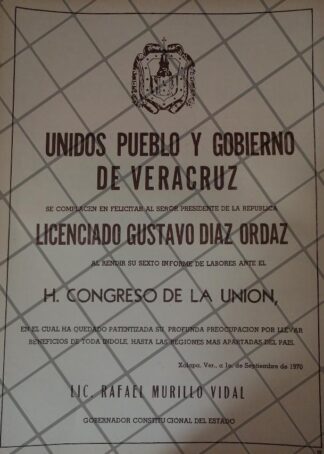 UNIDOS PUEBLO Y GOBIERNO
DE VERACRUZ
SE COMPLACEN EN FELICITAR AL SEÑOR PRESIDENTE DE LA REPUBLICA
LICENCIADO GUSTAVO DIAZ ORDAZ
AL RENDIR SU SEXTO INFORME DE LABORES ANTE EL
H. CONGRESO DE LA UNION,
EN EL CUAL HA QUEDADO PATENTIZADA SU PROFUNDA PREOCUPACION POR LLEVAR
BENEFICIOS DE TODA INDOLE, HASTA LAS REGIONES MAS APARTADAS DEL PAIS.
Xalapa, Ver., a 1o. de Septiembre de 1970
LIC. RAFAEL MURILLO VIDAL
GOBERNADOR CONSTITUCIONAL DEL ESTADO